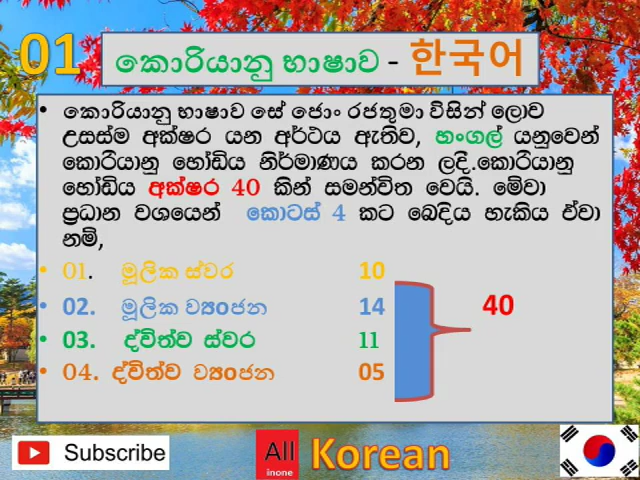 01
කොරියානු භාෂාව - 한국어
• කොරියානු භාෂාව සේ ජොං රජතුමා විසින් ලොව
උසස්ම අක්ෂර යන අර්ථය ඇතිව, හංගල් යනුවෙන්
කොරියානු හෝඩිය නිර්මාණය කරන ලදි.කොරියානු
හෝඩිය අක්ෂර 40 කින් සමන්විත වෙයි. මේවා
ප්‍රධාන වශයෙන් කොටස් 4 කට බෙදිය හැකිය ඒවා
නම්,
• 01. මූලික ස්වර 10
• 02. මූලික ව්‍යoජන 14
• 03. ද්විත්ව ස්වර 11
• 04. ද්විත්ව ව්‍යoජන 05
40
Subscribe
All
inone
Korean